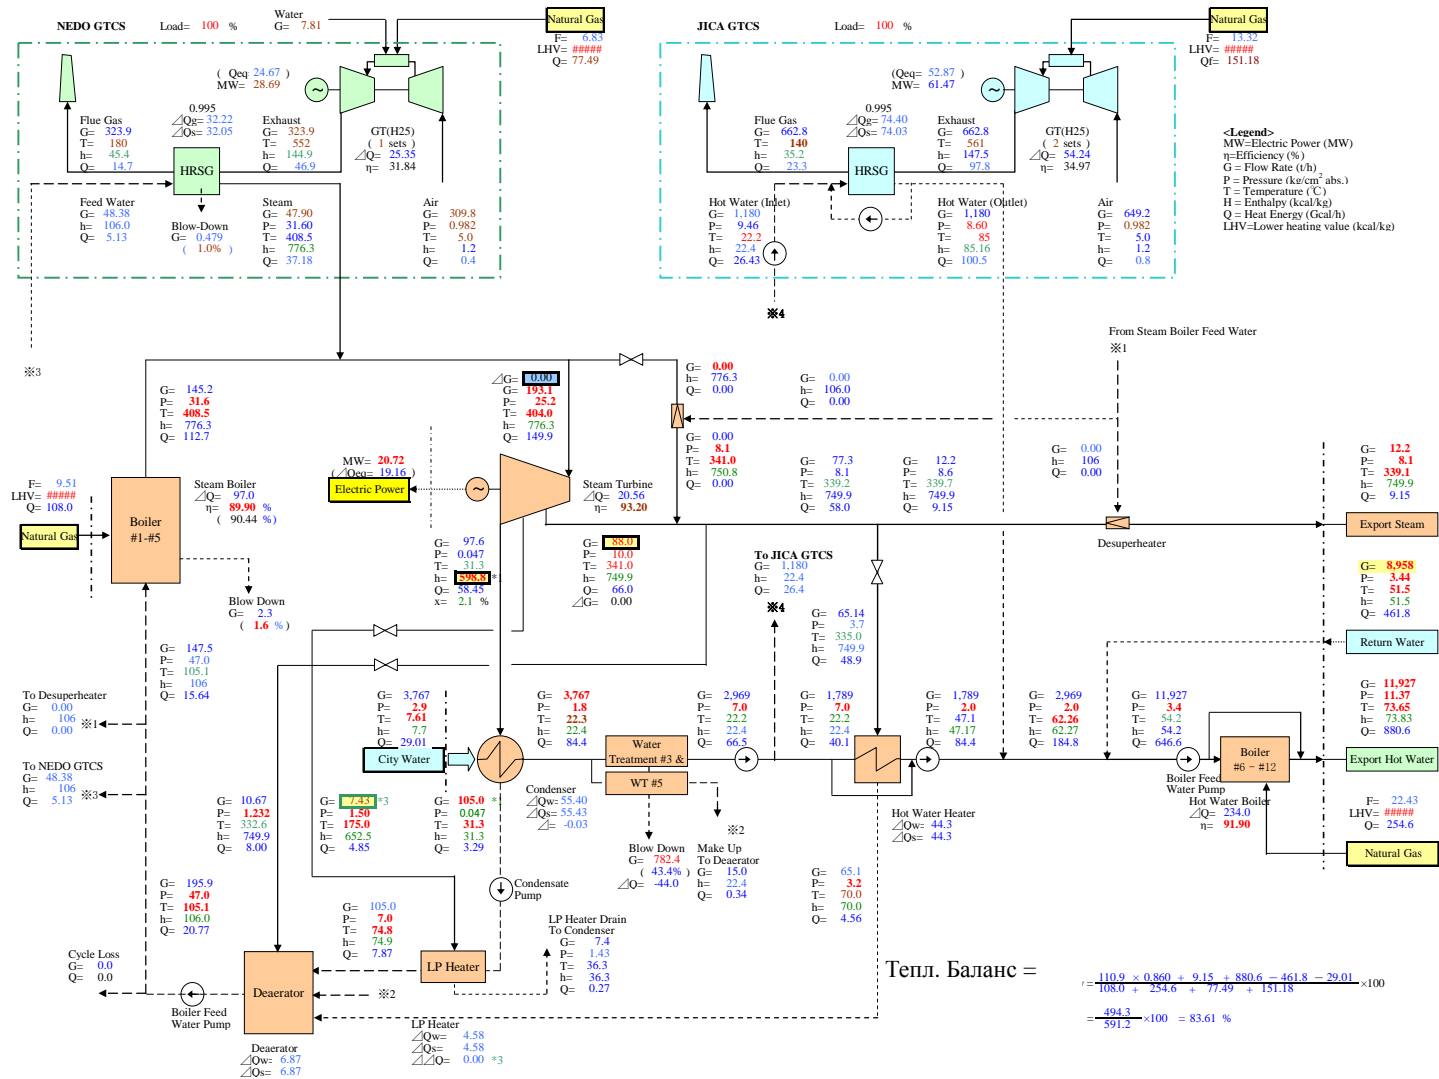 NEDO GTCS
Load= 100 %
Water
G= 7.81
Natural Gas
F= 6.83
LHV= #####
Q= 77.49
( Qeq= 24.67 )
MW= 28.69
0.995
⊿Qg= 32.22
⊿Qs= 32.05
Flue Gas
G= 323.9
T= 180
h= 45.4
Q= 14.7
HRSG
Exhaust
G= 323.9
T= 552
h= 144.9
Q= 46.9
GT(H25)
( 1 sets )
⊿Q= 25.35
η= 31.84
Feed Water
G= 48.38
h= 106.0
Q= 5.13
Blow-Down
G= 0.479
( 1.0% )
Steam
G= 47.90
P= 31.60
T= 408.5
h= 776.3
Q= 37.18
Air
G= 309.8
P= 0.982
T= 5.0
h= 1.2
Q= 0.4
JICA GTCS
Load= 100 %
Natural Gas
F= 13.32
LHV= #####
Qf= 151.18
(Qeq= 52.87 )
MW= 61.47
0.995
⊿Qg= 74.40
⊿Qs= 74.03
Flue Gas
G= 662.8
T= 140
h= 35.2
Q= 23.3
HRSG
Exhaust
G= 662.8
T= 561
h= 147.5
Q= 97.8
GT(H25)
( 2 sets )
⊿Q= 54.24
η= 34.97
Hot Water (Inlet)
G= 1,180
P= 9.46
T= 22.2
h= 22.4
Q= 26.43
※4
Hot Water (Outlet)
G= 1,180
P= 8.60
T= 85
h= 85.16
Q= 100.5
Air
G= 649.2
P= 0.982
T= 5.0
h= 1.2
Q= 0.8
<Legend>
MW=Electric Power (MW)
η=Efficiency (%)
G = Flow Rate (t/h)
P = Pressure (kg/cm2 abs.)
T = Temperature (℃)
H = Enthalpy (kcal/kg)
Q = Heat Energy (Gcal/h)
LHV=Lower heating value (kcal/kg)
※3
From Steam Boiler Feed Water
※1
G= 145.2
P= 31.6
T= 408.5
h= 776.3
Q= 112.7
⊿G= 0.00
G= 193.1
P= 25.2
T= 404.0
h= 776.3
Q= 149.9
G= 0.00
h= 776.3
Q= 0.00
G= 0.00
h= 106.0
Q= 0.00
G= 0.00
P= 8.1
T= 341.0
h= 750.8
Q= 0.00
G= 77.3
P= 8.1
T= 339.2
h= 749.9
Q= 58.0
G= 12.2
P= 8.6
T= 339.7
h= 749.9
Q= 9.15
G= 0.00
h= 106
Q= 0.00
G= 12.2
P= 8.1
T= 339.1
h= 749.9
Q= 9.15
Export Steam
Desuperheater
F= 9.51
LHV= #####
Q= 108.0
Natural Gas
Boiler
#1-#5
Steam Boiler
⊿Q= 97.0
η= 89.90 %
( 90.44 %)
MW= 20.72
(⊿Qeq= 19.16 )
Electric Power
Steam Turbine
⊿Q= 20.56
η= 93.20
G= 97.6
P= 0.047
T= 31.3
h= 598.8 *
Q= 58.45
x= 2.1 %
G= 88.0
P= 10.0
T= 341.0
h= 749.9
Q= 66.0
⊿G= 0.00
To JICA GTCS
G= 1,180
h= 22.4
Q= 26.4
※4
G= 65.14
P= 3.7
T= 335.0
h= 749.9
Q= 48.9
G= 8,958
P= 3.44
T= 51.5
h= 51.5
Q= 461.8
Return Water
Blow Down
G= 2.3
( 1.6 % )
G= 147.5
P= 47.0
T= 105.1
h= 106
Q= 15.64
To Desuperheater
G= 0.00
h= 106
Q= 0.00
※1
To NEDO GTCS
G= 48.38
h= 106
Q= 5.13
※3
G= 3,767
P= 2.9
T= 7.61
h= 7.7
Q= 29.01
City Water
G= 3,767
P= 1.8
T= 22.3
h= 22.4
Q= 84.4
Water
Treatment #3 &
WT #5
G= 2,969
P= 7.0
T= 22.2
h= 22.4
Q= 66.5
G= 1,789
P= 7.0
T= 22.2
h= 22.4
Q= 40.1
G= 1,789
P= 2.0
T= 47.1
h= 47.17
Q= 84.4
G= 2,969
P= 2.0
T= 62.26
h= 62.27
Q= 184.8
G= 11,927
P= 3.4
T= 54.2
h= 54.2
Q= 646.6
Boiler
#6－#12
G= 11,927
P= 11.37
T= 73.65
h= 73.83
Q= 880.6
Export Hot Water
Boiler Feed
Water Pump
Hot Water Boiler
⊿Q= 234.0
η= 91.90
F= 22.43
LHV= #####
Q= 254.6
Natural Gas
G= 10.67
P= 1.232
T= 332.6
h= 749.9
Q= 8.00
G= 7.43 *3
P= 1.50
T= 175.0
h= 652.5
Q= 4.85
G= 105.0 *
P= 0.047
T= 31.3
h= 31.3
Q= 3.29
Condenser
⊿Qw= 55.40
⊿Qs= 55.43
⊿= -0.03
※2
Blow Down
G= 782.4
( 43.4% )
⊿Q= -44.0
Make Up
To Deaerator
G= 15.0
h= 22.4
Q= 0.34
Hot Water Heater
⊿Qw= 44.3
⊿Qs= 44.3
G= 65.1
P= 3.2
T= 70.0
h= 70.0
Q= 4.56
Condensate
Pump
G= 195.9
P= 47.0
T= 105.1
h= 106.0
Q= 20.77
G= 105.0
P= 7.0
T= 74.8
h= 74.9
Q= 7.87
LP Heater
LP Heater Drain
To Condenser
G= 7.4
P= 1.43
T= 36.3
h= 36.3
Q= 0.27
Cycle Loss
G= 0.0
Q= 0.0
Boiler Feed
Water Pump
Deaerator
※2
Deaerator
⊿Qw= 6.87
⊿Qs= 6.87
LP Heater
⊿Qw= 4.58
⊿Qs= 4.58
⊿⊿Q= 0.00 *3
Тепл. Баланс =
= 110.9 × 0.860 + 9.15 + 880.6 － 461.8 － 29.01 ×100
108.0 + 254.6 + 77.49 + 151.18
= 494.3 ×100 = 83.61 %
591.2